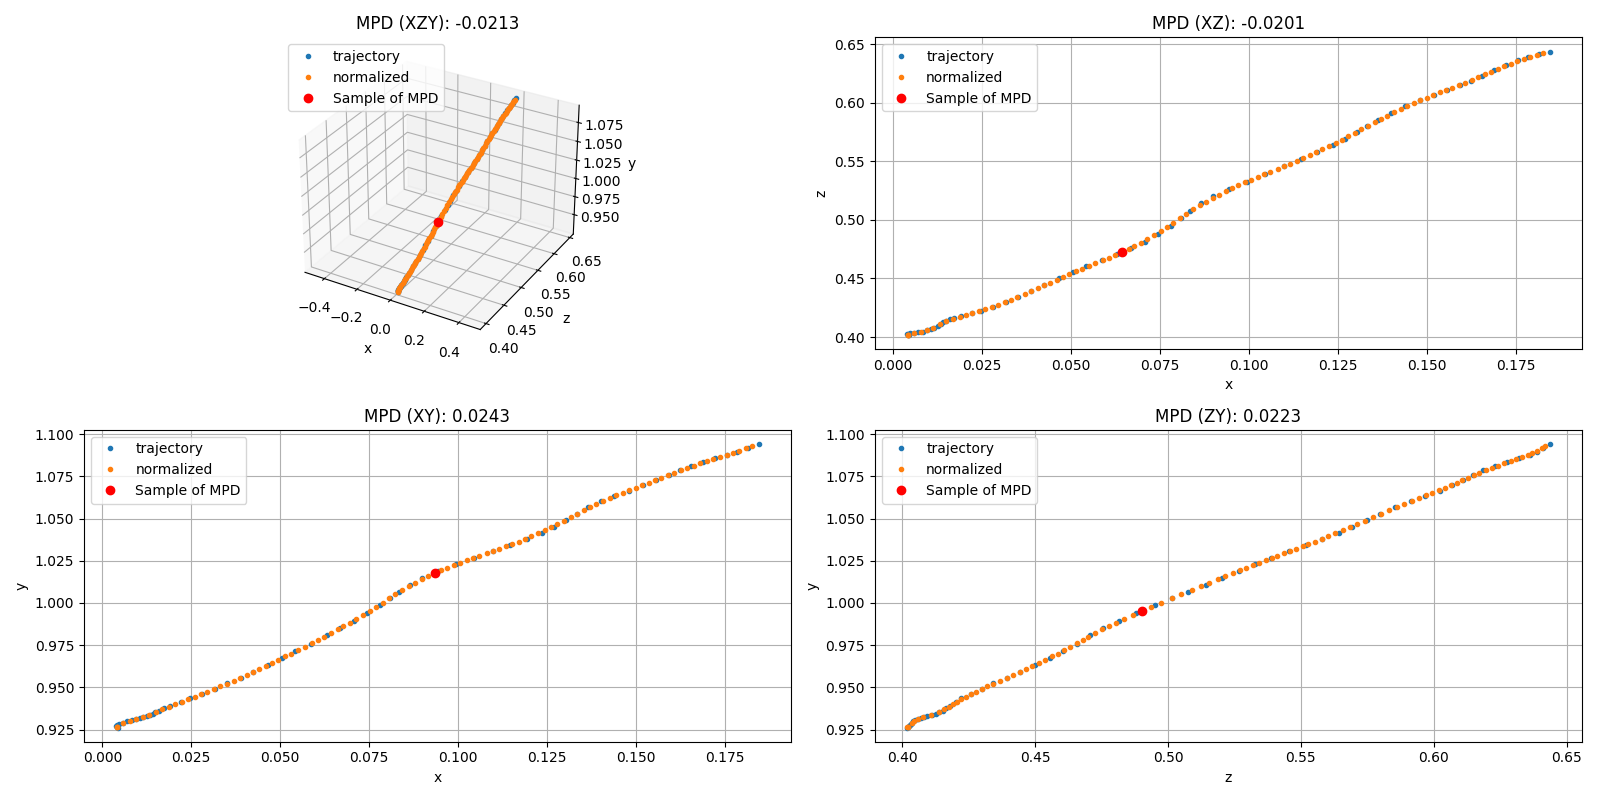 MPD (XZY): -0.0213
trajectory
normalized
Sample of MPD
1.075
1.050
1.025
1.000
0.975
0.950
y
0.65
0.60
0.55
0.50
0.45
0.40
z
−0.4
−0.2
0.0
0.2
0.4
x
MPD (XZ): -0.0201
trajectory
normalized
Sample of MPD
0.65
0.60
0.55
0.50
0.45
0.40
z
0.000 0.025 0.050 0.075 0.100 0.125 0.150 0.175
x
MPD (XY): 0.0243
trajectory
normalized
Sample of MPD
1.100
1.075
1.050
1.025
1.000
0.975
0.950
0.925
y
0.000 0.025 0.050 0.075 0.100 0.125 0.150 0.175
x
MPD (ZY): 0.0223
trajectory
normalized
Sample of MPD
1.100
1.075
1.050
1.025
1.000
0.975
0.950
0.925
y
0.40 0.45 0.50 0.55 0.60 0.65
z